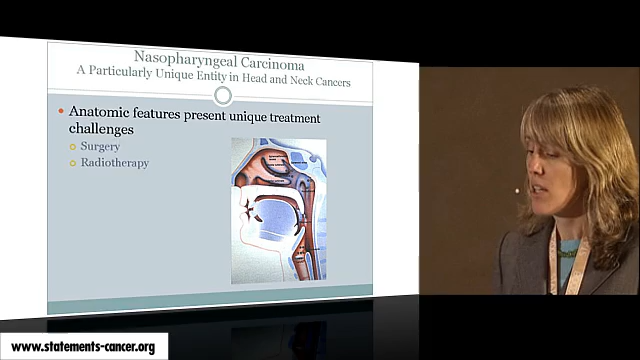 Nasopharyngeal Carcinoma
A Particularly Unique Entity in Head and Neck Cancers
Anatomic features present unique treatment
challenges
Surgery
Radiotherapy
www.statements-cancer.org